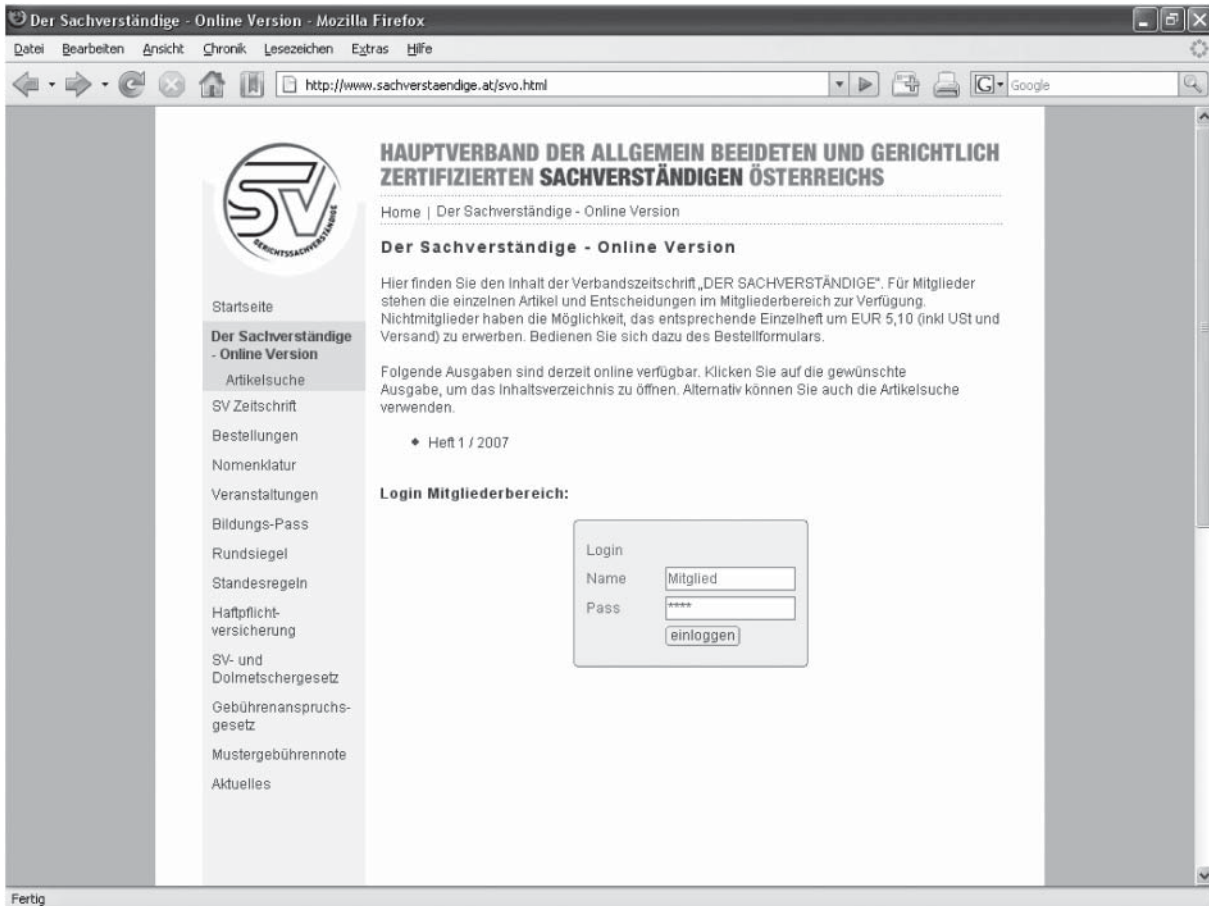 Der Sachverständige - Online Version - Mozilla Firefox
Datei Bearbeiten Ansicht Chronik Lesezeichen Extras Hilfe
http://www.sachverstaendige.at/svo.html
G Google
SV
GERICHTSSACHVERSTÄNDIGE
HAUPTVERBAND DER ALLGEMEIN BEEIDETEN UND GERICHTLICH
ZERTIFIZIERTEN SACHVERSTÄNDIGEN ÖSTERREICHS
Home | Der Sachverständige - Online Version
Der Sachverständige - Online Version
Hier finden Sie den Inhalt der Verbandszeitschrift „DER SACHVERSTÄNDIGE". Für Mitglieder
stehen die einzelnen Artikel und Entscheidungen im Mitgliederbereich zur Verfügung.
Nichtmitglieder haben die Möglichkeit, das entsprechende Einzelheft um EUR 5,10 (inkl USt und
Versand) zu erwerben. Bedienen Sie sich dazu des Bestellformulars.
Folgende Ausgaben sind derzeit online verfügbar. Klicken Sie auf die gewünschte
Ausgabe, um das Inhaltsverzeichnis zu öffnen. Alternativ können Sie auch die Artikelsuche
verwenden.
Heft 1 / 2007
Login Mitgliederbereich:
Login
Name Mitglied
Pass ****
einloggen
Startseite
Der Sachverständige
- Online Version
Artikelsuche
SV Zeitschrift
Bestellungen
Nomenklatur
Veranstaltungen
Bildungs-Pass
Rundsiegel
Standesregeln
Haftpflicht-
versicherung
SV- und
Dolmetschergesetz
Gebührenanspruchs-
gesetz
Mustergebührennote
Aktuelles
Fertig